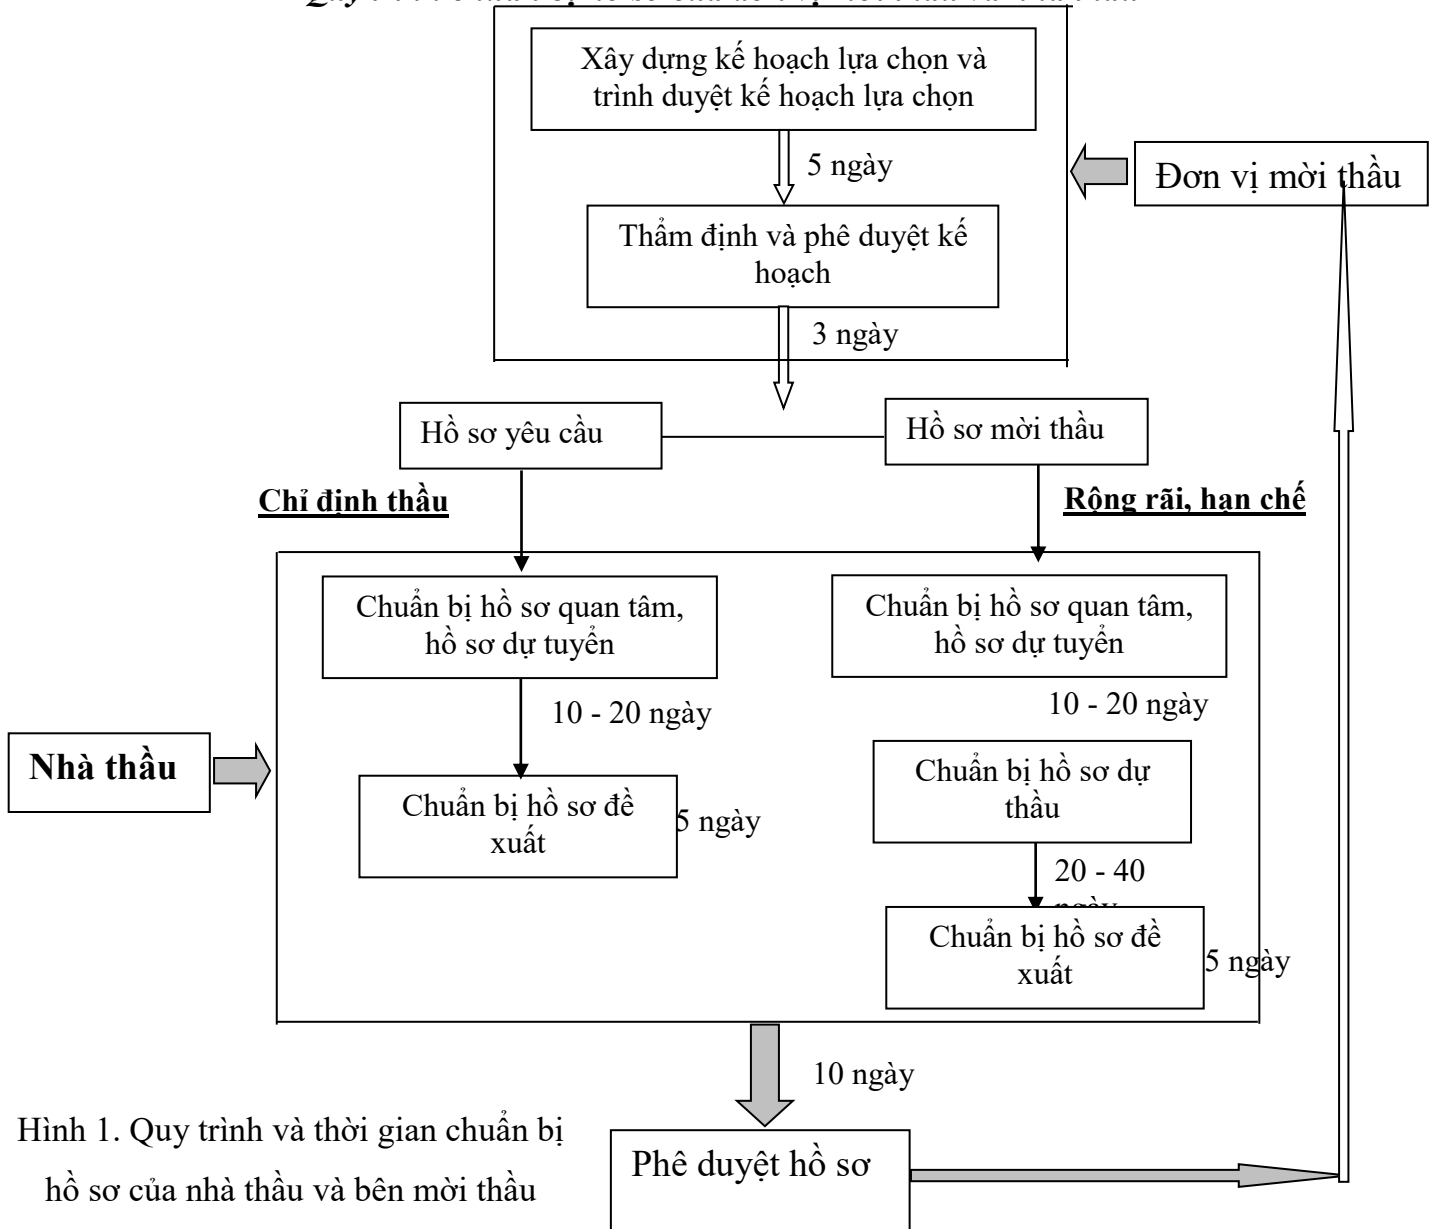 Xây dựng kế hoạch lựa chọn và
trình duyệt kế hoạch lựa chọn
5 ngày
Đơn vị mời thầu
Thẩm định và phê duyệt kế
hoạch
3 ngày
Hồ sơ yêu cầu
Hồ sơ mời thầu
Chỉ định thầu
Rộng rãi, hạn chế
Chuẩn bị hồ sơ quan tâm,
hồ sơ dự tuyển
Chuẩn bị hồ sơ quan tâm,
hồ sơ dự tuyển
10 - 20 ngày
10 - 20 ngày
Nhà thầu
Chuẩn bị hồ sơ đề
xuất
5 ngày
Chuẩn bị hồ sơ dự
thầu
20 - 40
Chuẩn bị hồ sơ đề
xuất
5 ngày
10 ngày
Hình 1. Quy trình và thời gian chuẩn bị
hồ sơ của nhà thầu và bên mời thầu
Phê duyệt hồ sơ